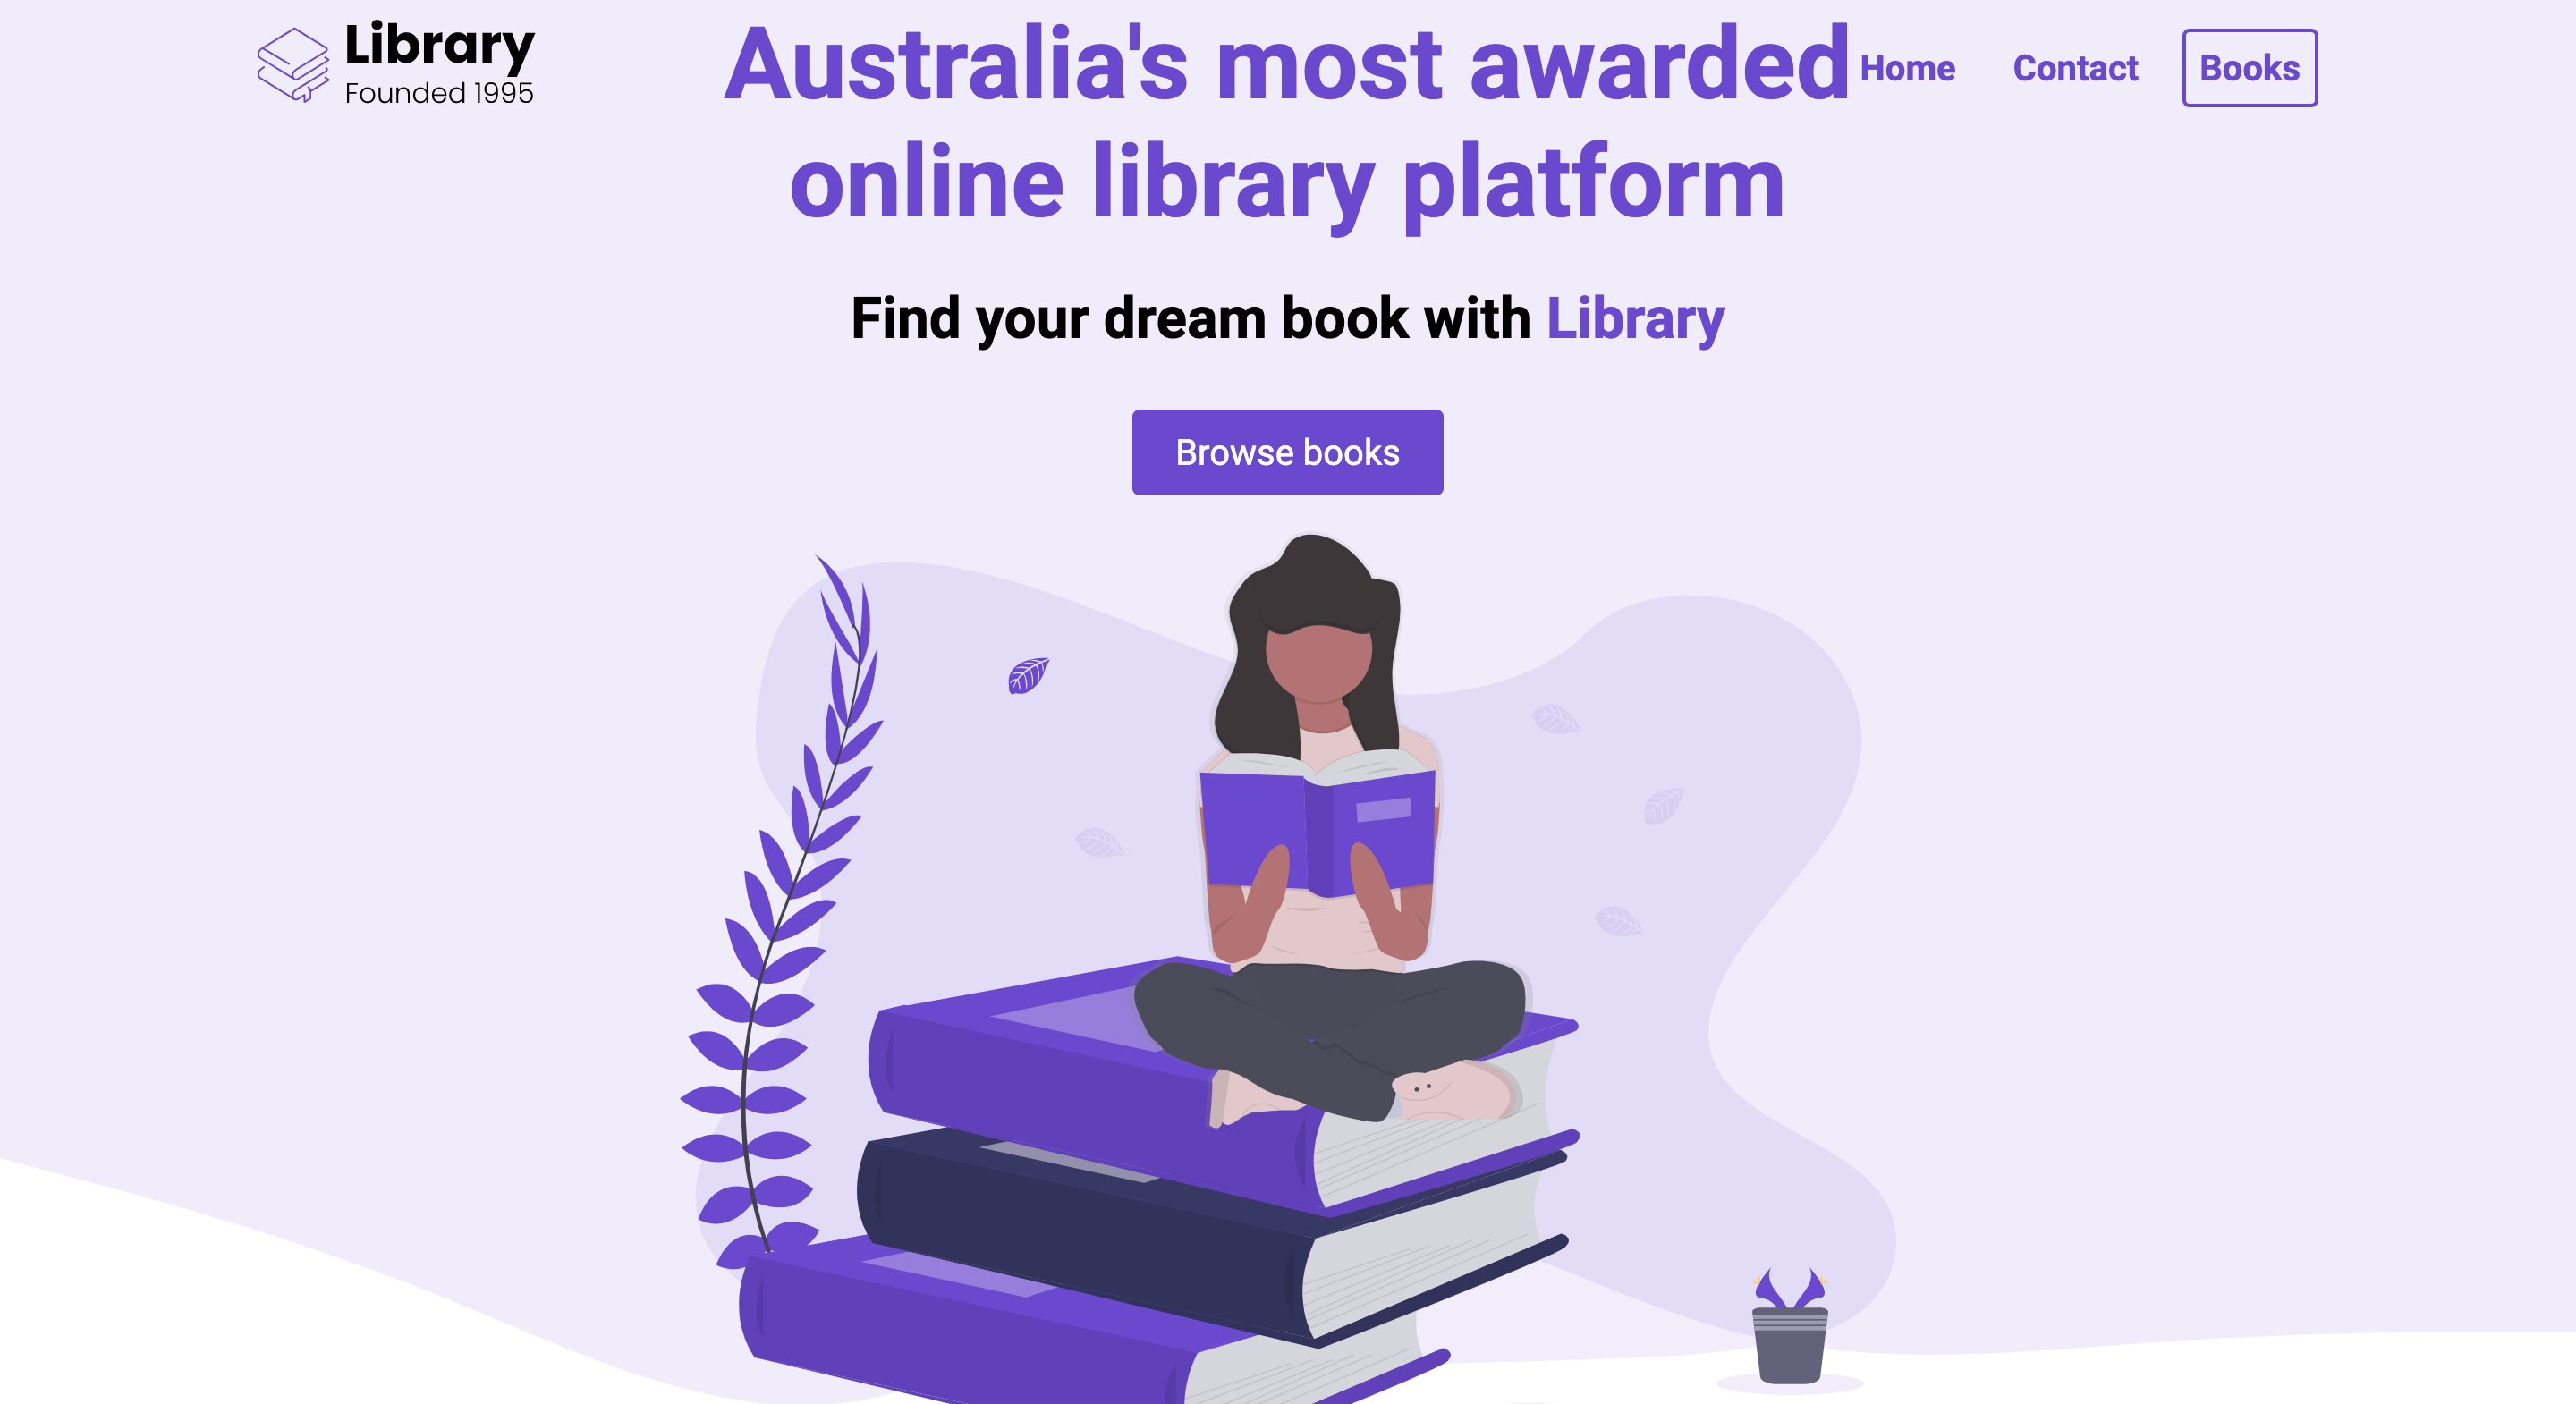 Library
Founded 1995
Home
Contact
Books
Australia's most awarded
online library platform
Find your dream book with Library
Browse books